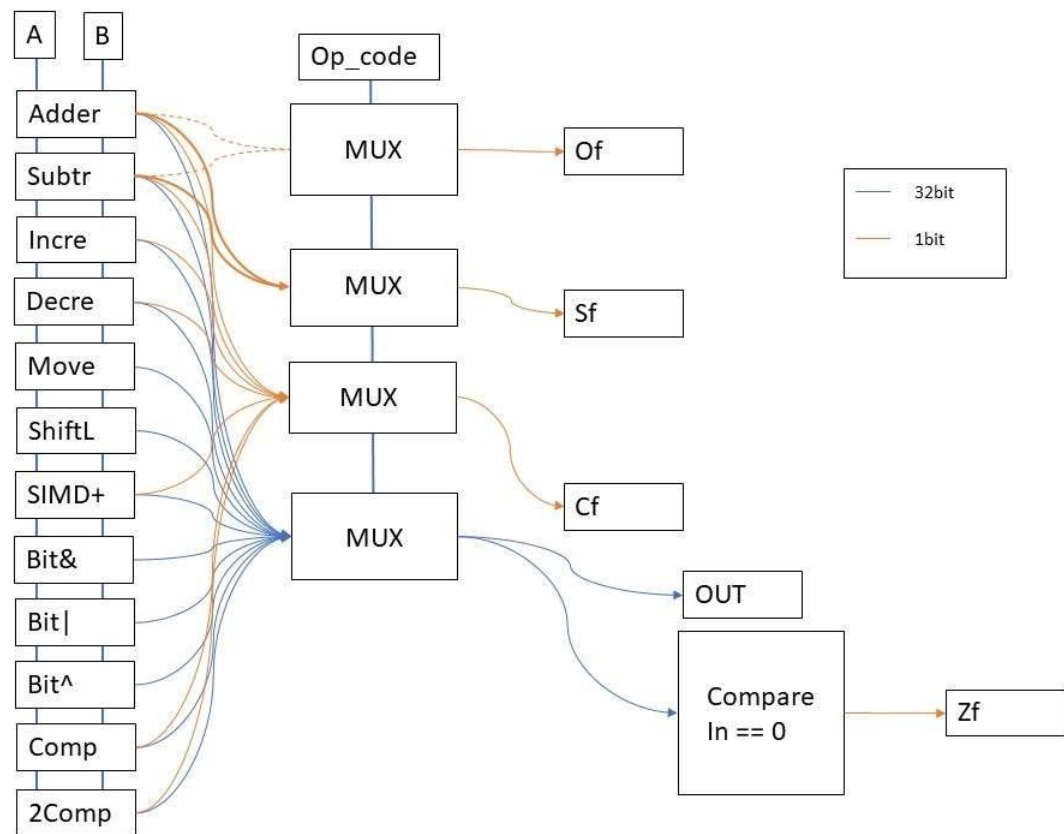 A
B
Op_code
Adder
Subtr
Incre
Decre
Move
ShiftL
SIMD+
Bit&
Bit|
Bit^
Comp
2Comp
MUX
MUX
MUX
MUX
Of
Sf
Cf
OUT
Compare
In == 0
Zf
32bit
1bit